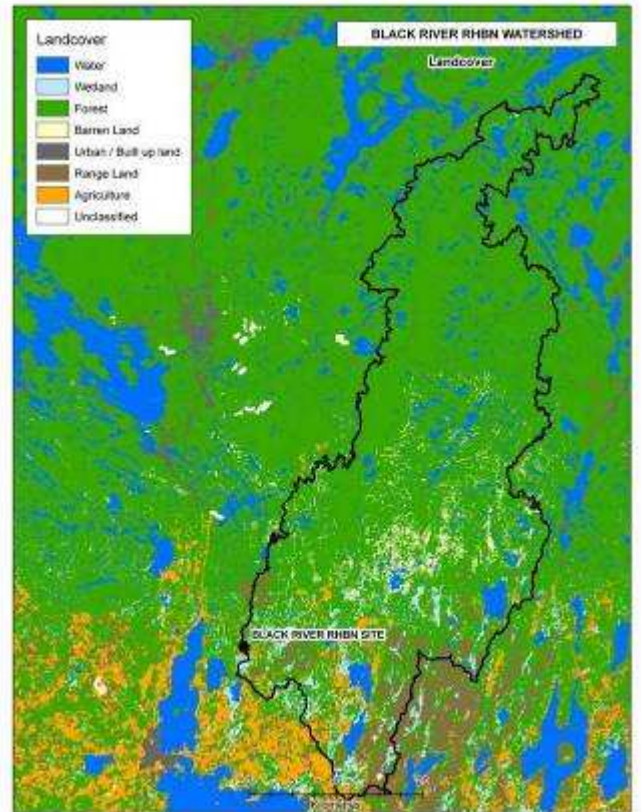 BLACK RIVER RHBN WATERSHED
Landcover
Landcover
Water
Wetland
Forest
Barren Land
Urban / Built up land
Range Land
Agriculture
Unclassified
BLACK RIVER RHBN SITE